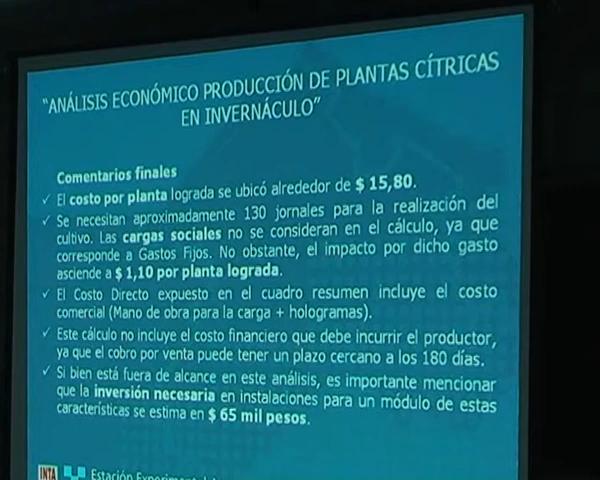 "ANÁLISIS ECONÓMICO PRODUCCIÓN DE PLANTAS CÍTRICAS
EN INVERNÁCULO"
Comentarios finales
✓ El costo por planta lograda se ubicó alrededor de $ 15,80.
✓ Se necesitan aproximadamente 130 jornales para la realización del
cultivo. Las cargas sociales no se consideran en el cálculo, ya que
corresponde a Gastos Fijos. No obstante, el impacto por dicho gasto
asciende a $ 1,10 por planta lograda.
✓ El Costo Directo expuesto en el cuadro resumen incluye el costo
comercial (Mano de obra para la carga + hologramas).
✓ Este cálculo no incluye el costo financiero que debe incurrir el productor,
ya que el cobro por venta puede tener un plazo cercano a los 180 días.
✓ Si bien está fuera de alcance en este análisis, es importante mencionar
que la inversión necesaria en instalaciones para un módulo de estas
características se estima en $ 65 mil pesos.
INTA Estación